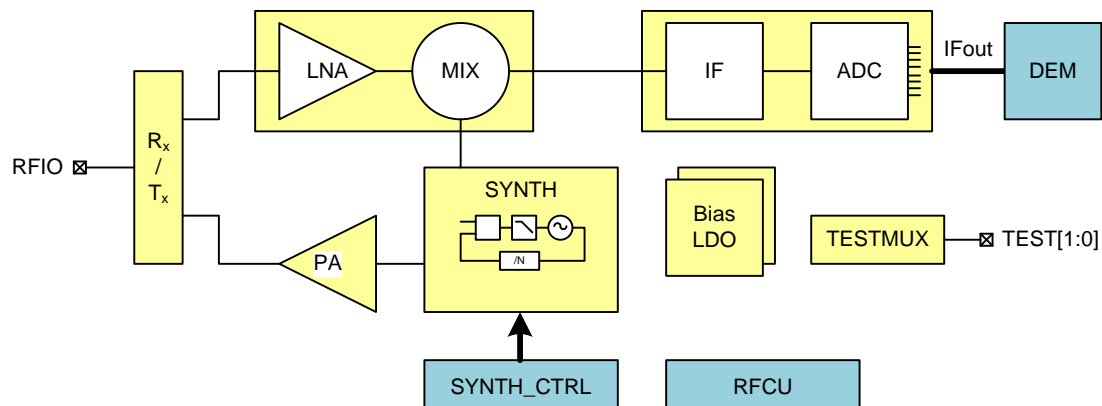 LNA
MIX
IF
ADC
IFout
DEM
RFIO
Rx
/
Tx
SYNTH
/N
PA
Bias
LDO
TESTMUX
TEST[1:0]
SYNTH_CTRL
RFCU